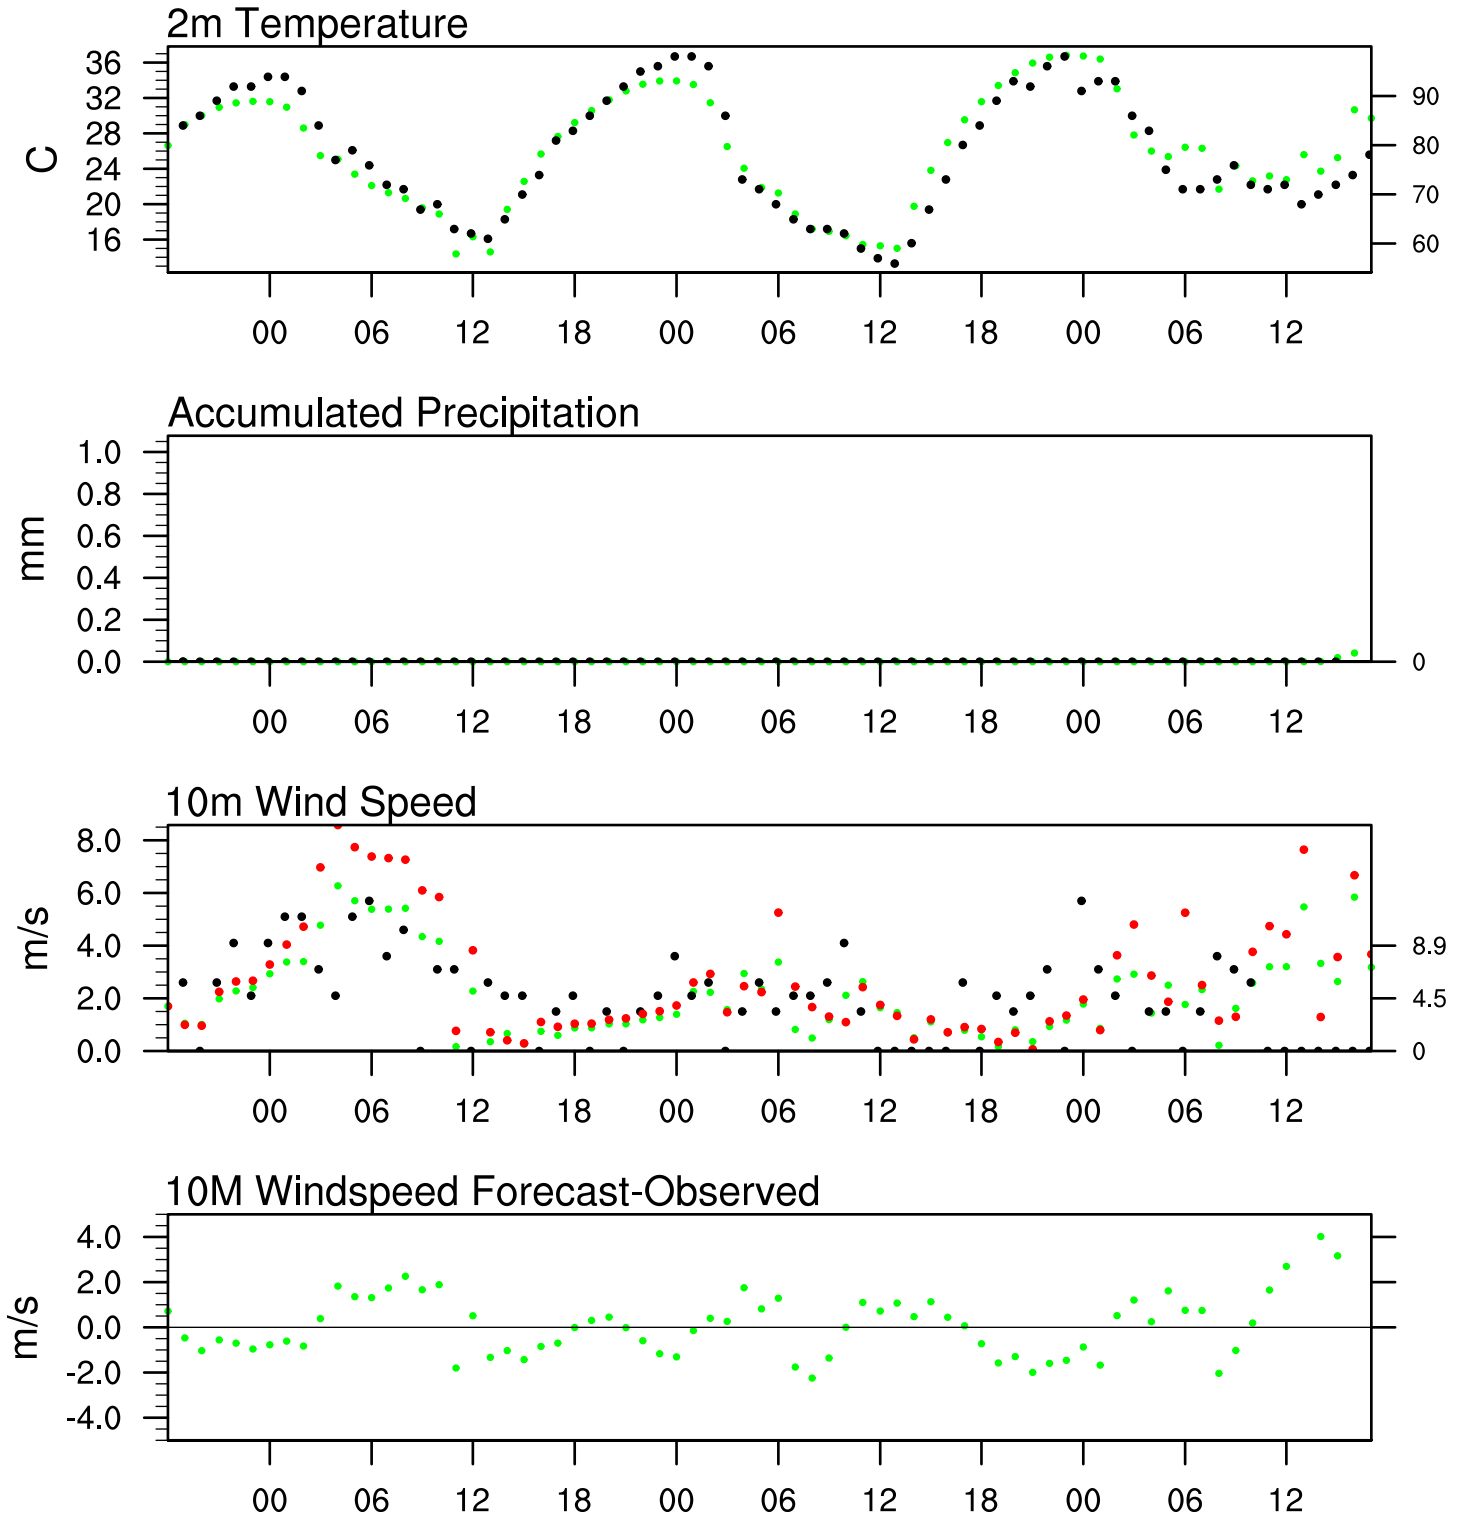 2m Temperature
36
32
28
24
20
16
C
90
80
70
60
00 06 12 18 00 06 12 18 00 06 12
Accumulated Precipitation
1.0
0.8
0.6
0.4
0.2
0.0
mm
0
00 06 12 18 00 06 12 18 00 06 12
10m Wind Speed
8.0
6.0
4.0
2.0
0.0
m/s
8.9
4.5
0
00 06 12 18 00 06 12 18 00 06 12
10M Windspeed Forecast-Observed
4.0
2.0
0.0
-2.0
-4.0
m/s
00 06 12 18 00 06 12 18 00 06 12